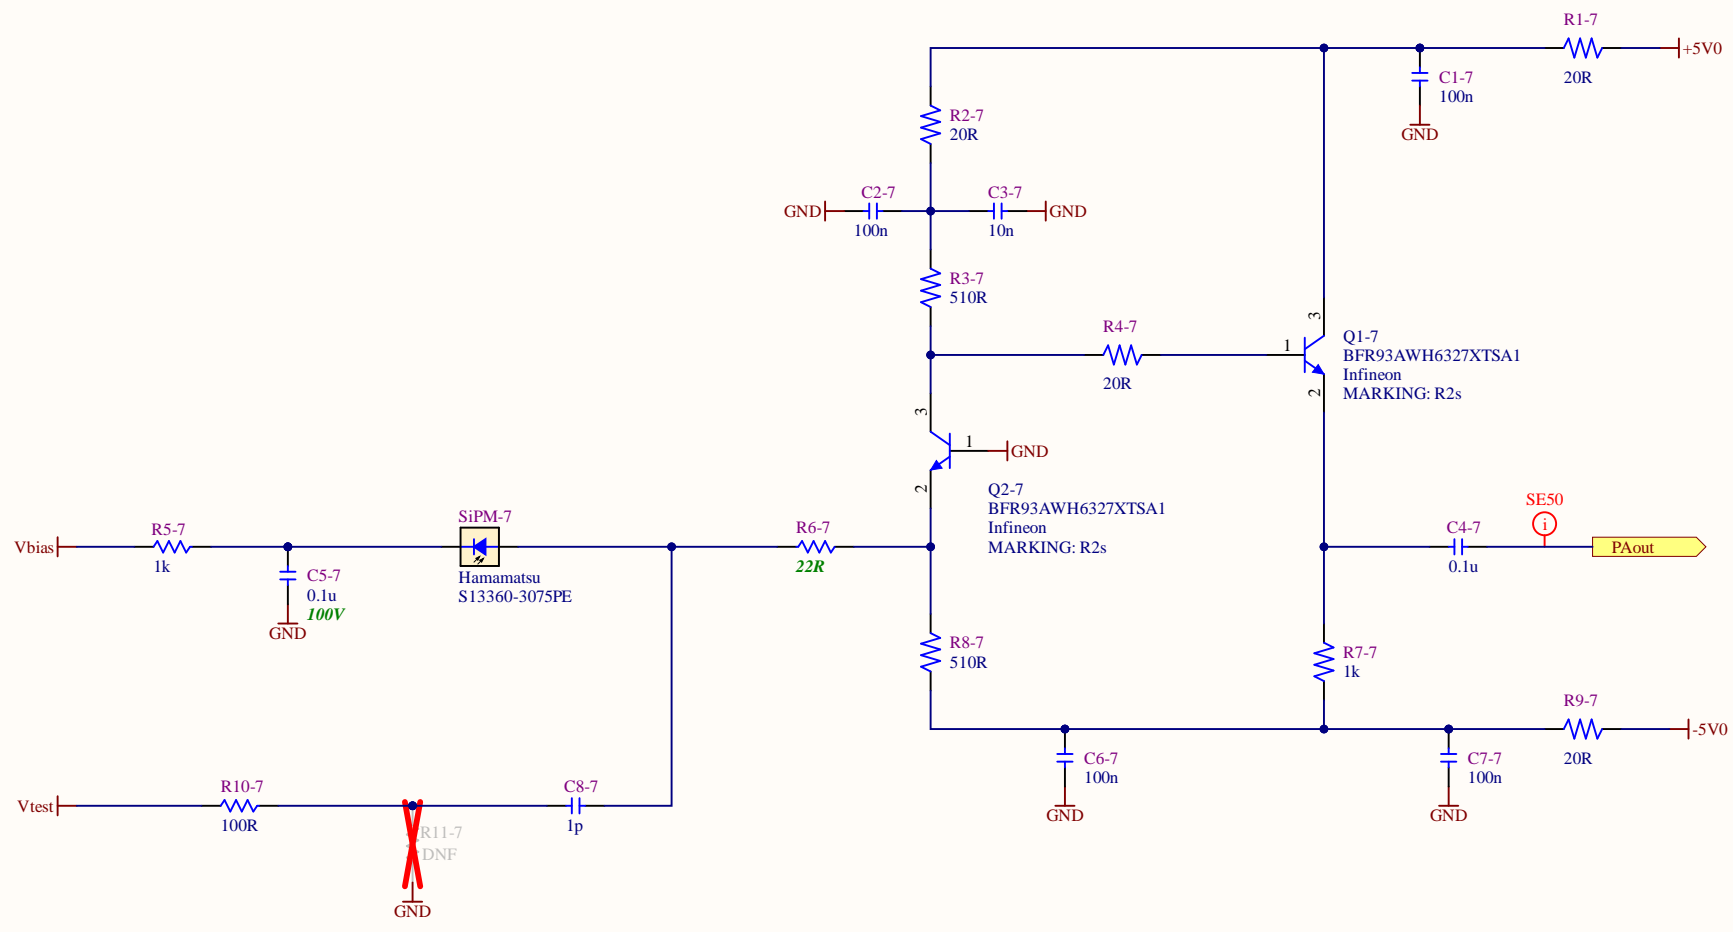 R1-7
+5V0
20R
C1-7
100n
GND
R2-7
20R
C2-7
C3-7
GND
GND
100n
10n
R3-7
510R
R4-7
20R
3
1
2
Q1-7
BFR93AWH6327XTSA1
Infineon
MARKING: R2s
3
1
GND
2
Q2-7
BFR93AWH6327XTSA1
Infineon
MARKING: R2s
SE50
i
Vbias
R5-7
1k
C5-7
0.1u
100V
GND
SiPM-7
Hamamatsu
S13360-3075PE
R6-7
22R
C4-7
0.1u
PAout
R8-7
510R
R7-7
1k
R9-7
-5V0
20R
C6-7
100n
GND
C7-7
100n
GND
Vtest
R10-7
100R
R11-7
DNF
GND
C8-7
1p